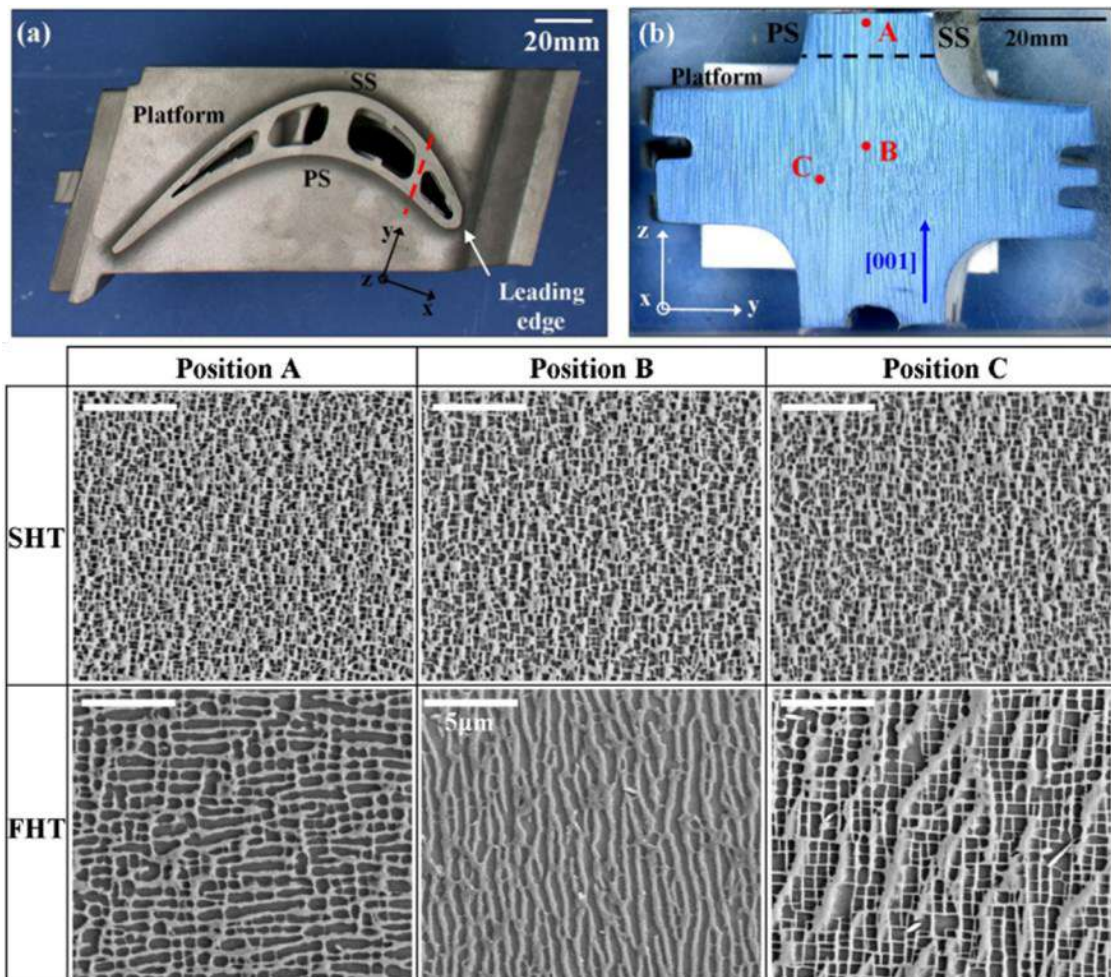 (a)
20mm
SS
Platform
PS
y
z
x
Leading
edge
(b)
PS
A
SS
20mm
Platform
B
C
z
[001]
x
y
Position A
Position B
Position C
SHT
FHT
5µm